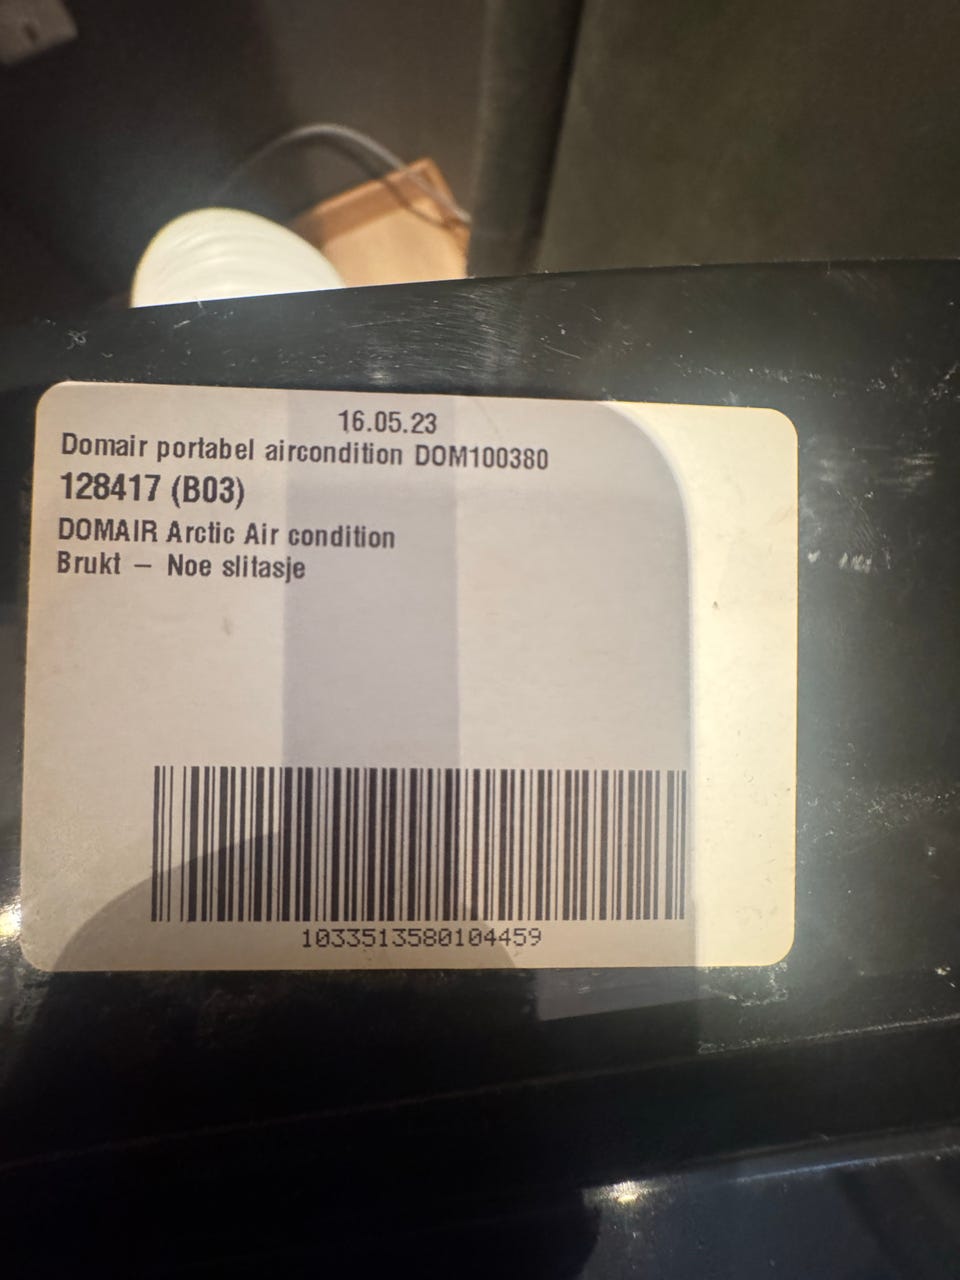 16.05.23
Domair portabel aircondition DOM100380
128417 (B03)
DOMAIR Arctic Air condition
Brukt – Noe slitasje
1033513580104459